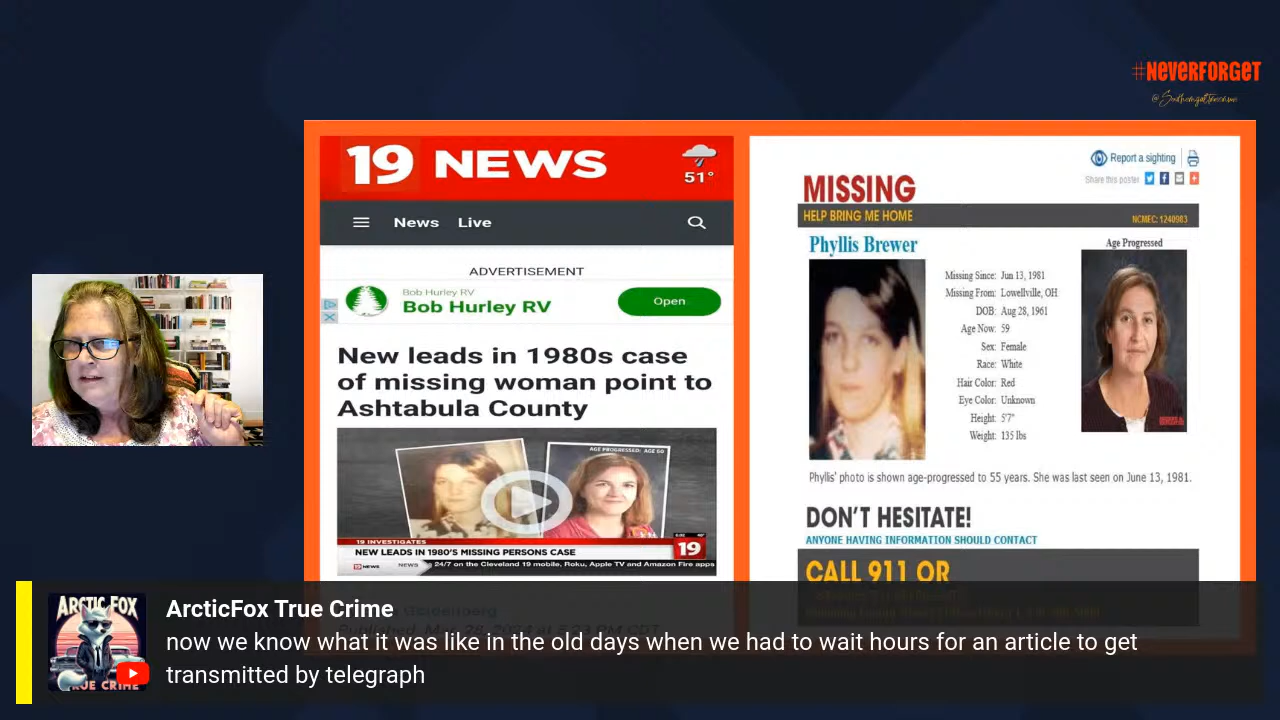 #NEVERFORGET
19 NEWS
51°
News Live
ADVERTISEMENT
Bob Hurley RV
Bob Hurley RV
Open
New leads in 1980s case
of missing woman point to
Ashtabula County
AGE PROGRESSED: AGE 50
19 INVESTIGATES
NEW LEADS IN 1980'S MISSING PERSONS CASE
19
19 NEWS NEWS 24/7 on the Cleveland 19 mobile, Roku, Apple TV and Amazon Fire apps
Report a sighting
Share this poster
MISSING
HELP BRING ME HOME
NCMEC: 1240983
Phyllis Brewer
Age Progressed
Missing Since: Jun 13, 1981
Missing From: Lowellville, OH
DOB: Aug 28, 1961
Age Now: 59
Sex: Female
Race: White
Hair Color: Red
Eye Color: Unknown
Height: 5'7"
Weight: 135 lbs
Phyllis' photo is shown age-progressed to 55 years. She was last seen on June 13, 1981.
DON'T HESITATE!
ANYONE HAVING INFORMATION SHOULD CONTACT
CALL 911 OR
ARCTIC FOX
TRUE CRIME
ArcticFox True Crime
now we know what it was like in the old days when we had to wait hours for an article to get
transmitted by telegraph